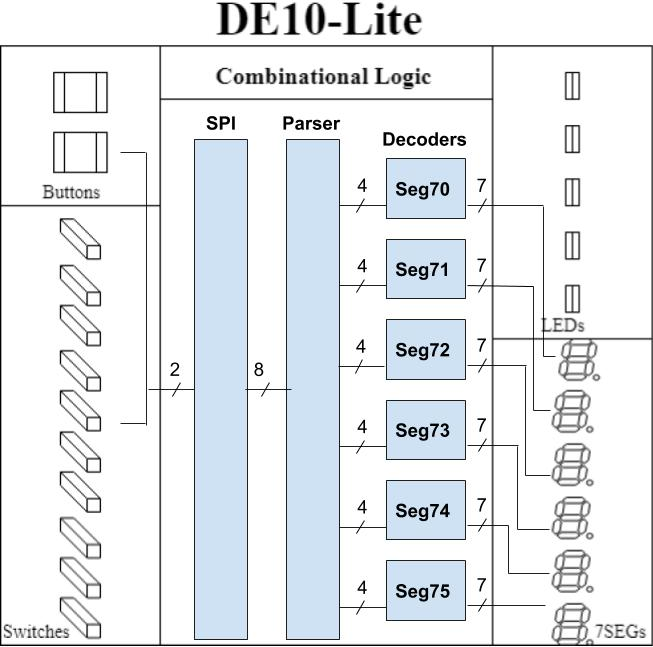 DE10-Lite
Combinational Logic
SPI
Parser
Decoders
Buttons
2
8
4
Seg70
7
4
Seg71
7
4
Seg72
7
4
Seg73
7
4
Seg74
7
4
Seg75
7
LEDs
Switches
7SEGs